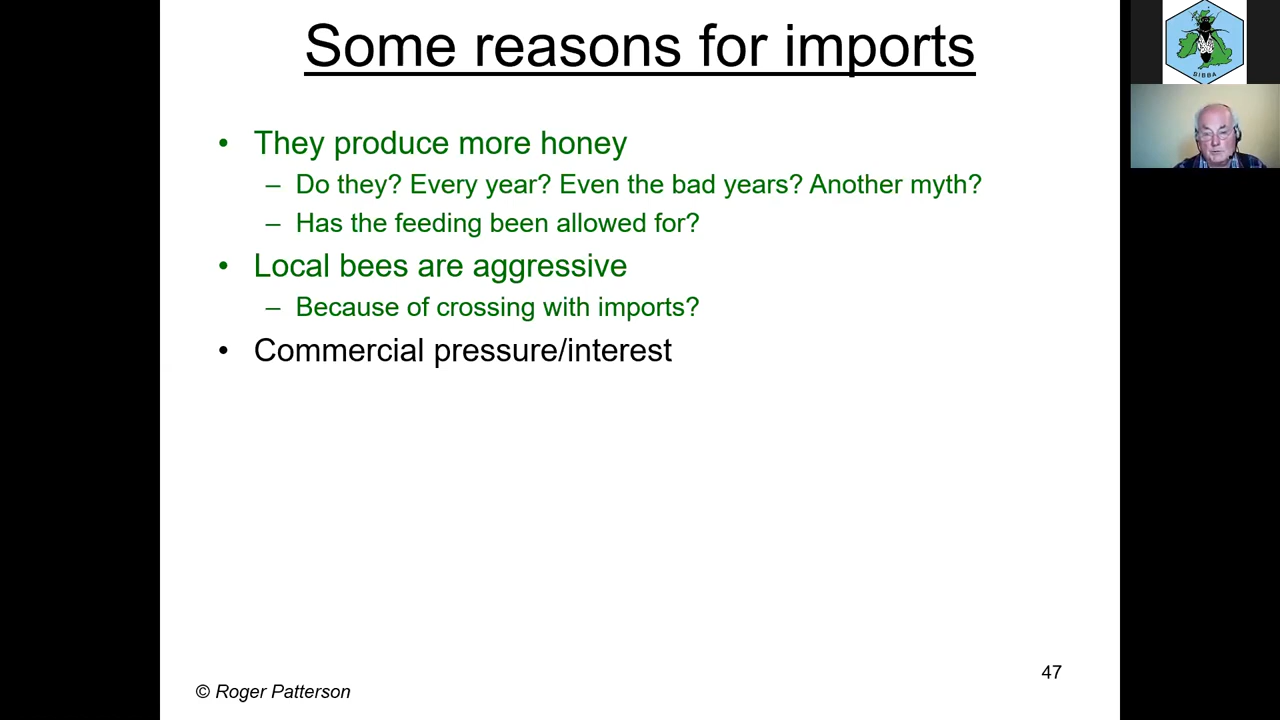 Some reasons for imports
• They produce more honey
– Do they? Every year? Even the bad years? Another myth?
– Has the feeding been allowed for?
• Local bees are aggressive
– Because of crossing with imports?
• Commercial pressure/interest
47
© Roger Patterson
BIBBA